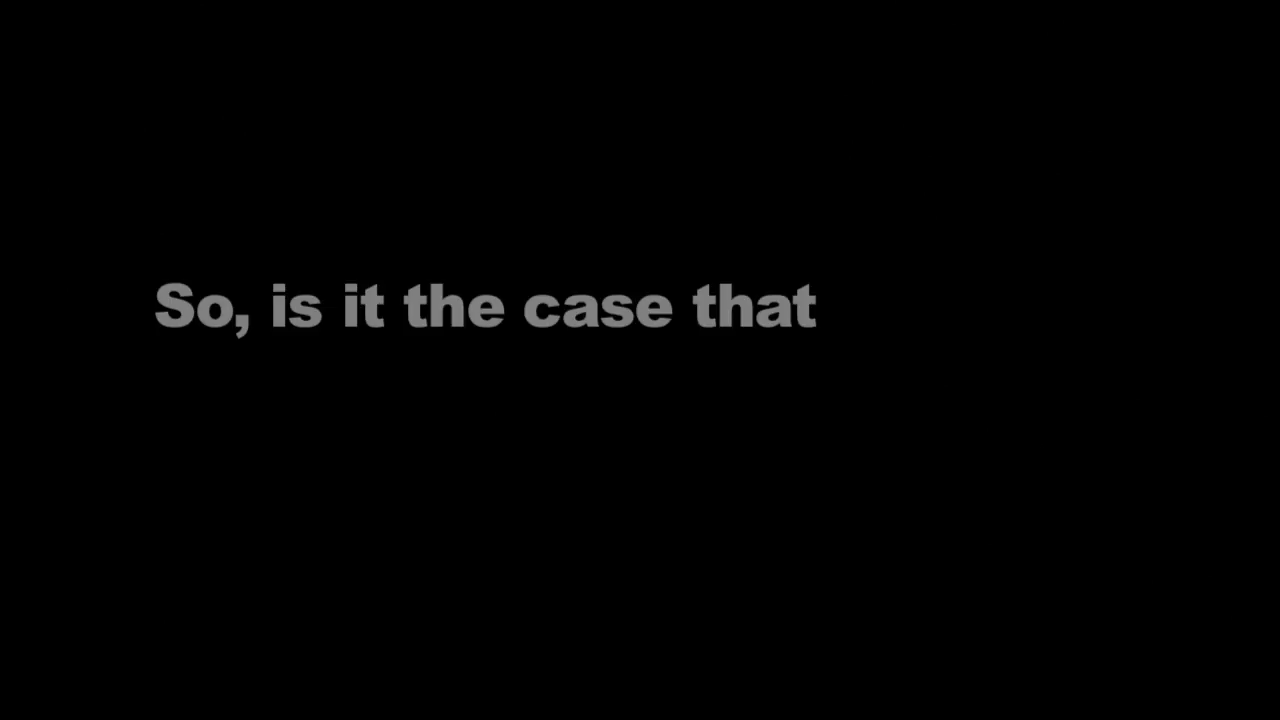 So, is it the case that